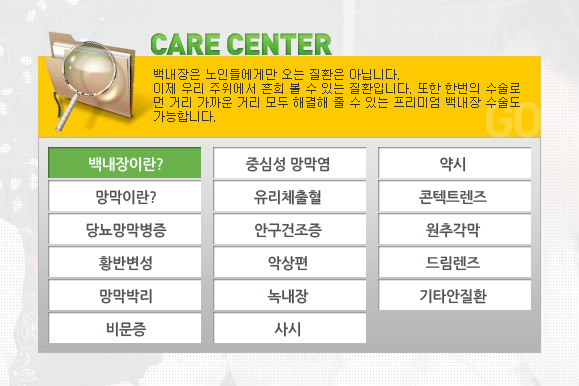 CARE CENTER
백내장은 노인들에게만 오는 질환은 아닙니다.
이제 우리 주위에서 흔희 볼 수 있는 질환입니다. 또한 한번의 수술로
먼 거리 가까운 거리 모두 해결해 줄 수 있는 프리미엄 백내장 수술도
가능합니다.
GO
백내장이란? 중심성 망막염 약시
망막이란? 유리체출혈 콘텍트렌즈
당뇨망막병증 안구건조증 원추각막
황반변성 악상편 드림렌즈
망막박리 녹내장 기타안질환
비문증 사시